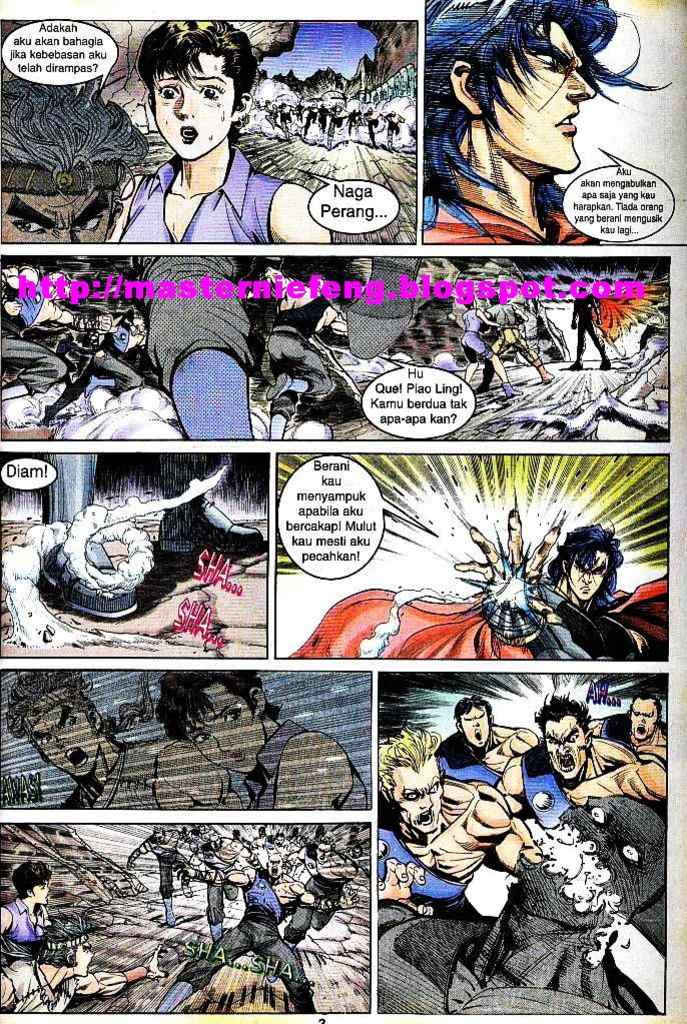 Adakah
aku akan bahagia
jika kebebasan aku
telah dirampas?
Naga
Perang...
Aku
akan mengabulkan
apa saja yang kau
harapkan. Tiada orang
yang berani mengusik
kau lagi...
http://masterniefeng.blogspot.com
Hu
Que! Piao Ling!
Kamu berdua tak
apa-apa kan?
Diam!
SHA...
SHA...
Berani
kau
menyampuk
apabila aku
bercakap! Mulut
kau mesti aku
pecahkan!
AWAS!
AH...
SHA...SHA...
3